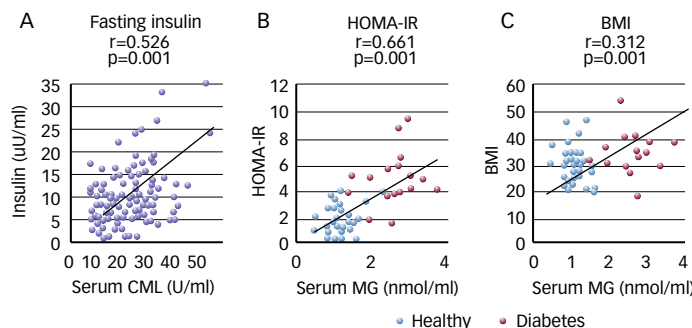 A
Fasting insulin
r=0.526
p=0.001
35
30
25
20
15
10
5
0
Insulin (uU/ml)
0 10 20 30 40 50
Serum CML (U/ml)
B
HOMA-IR
r=0.661
p=0.001
12
10
8
6
4
2
0
HOMA-IR
0 2 4
Serum MG (nmol/ml)
C
BMI
r=0.312
p=0.001
60
50
40
30
20
10
0
BMI
0 1 2 3 4
Serum MG (nmol/ml)
Healthy Diabetes